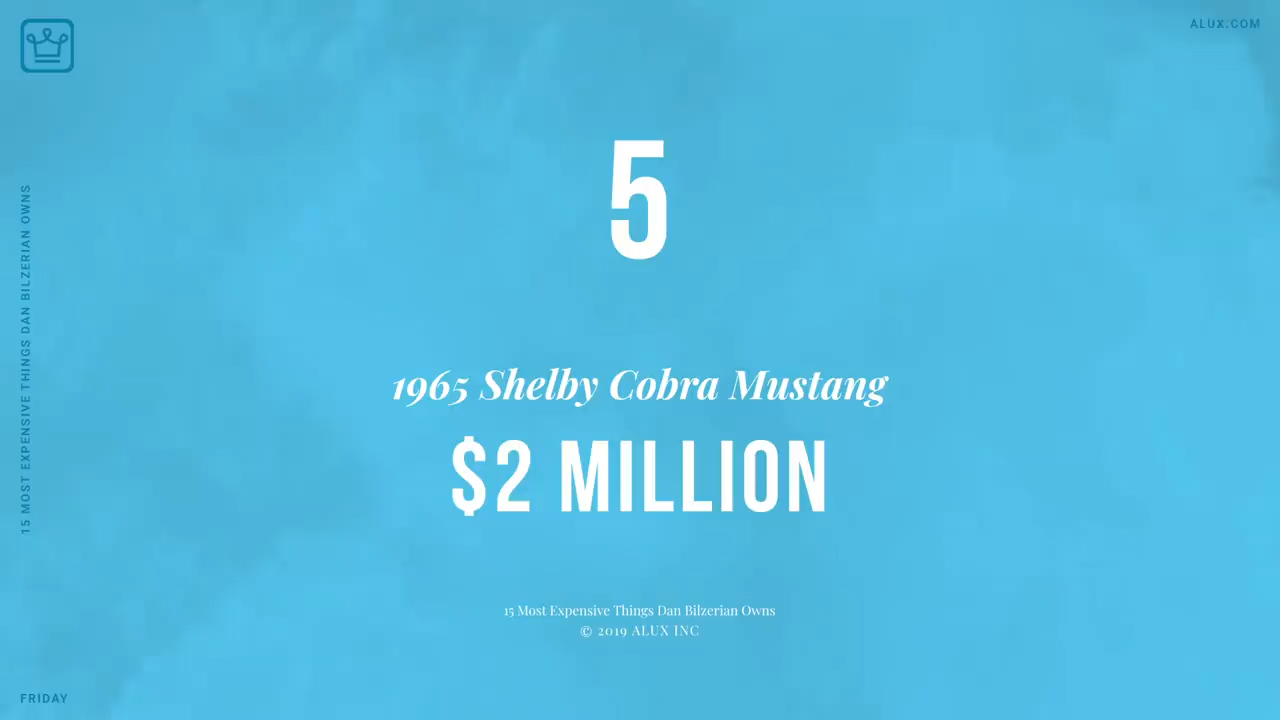 ALUX.COM
5
15 MOST EXPENSIVE THINGS DAN BILZERIAN OWNS
1965 Shelby Cobra Mustang
$2 MILLION
15 Most Expensive Things Dan Bilzerian Owns
© 2019 ALUX INC
FRIDAY